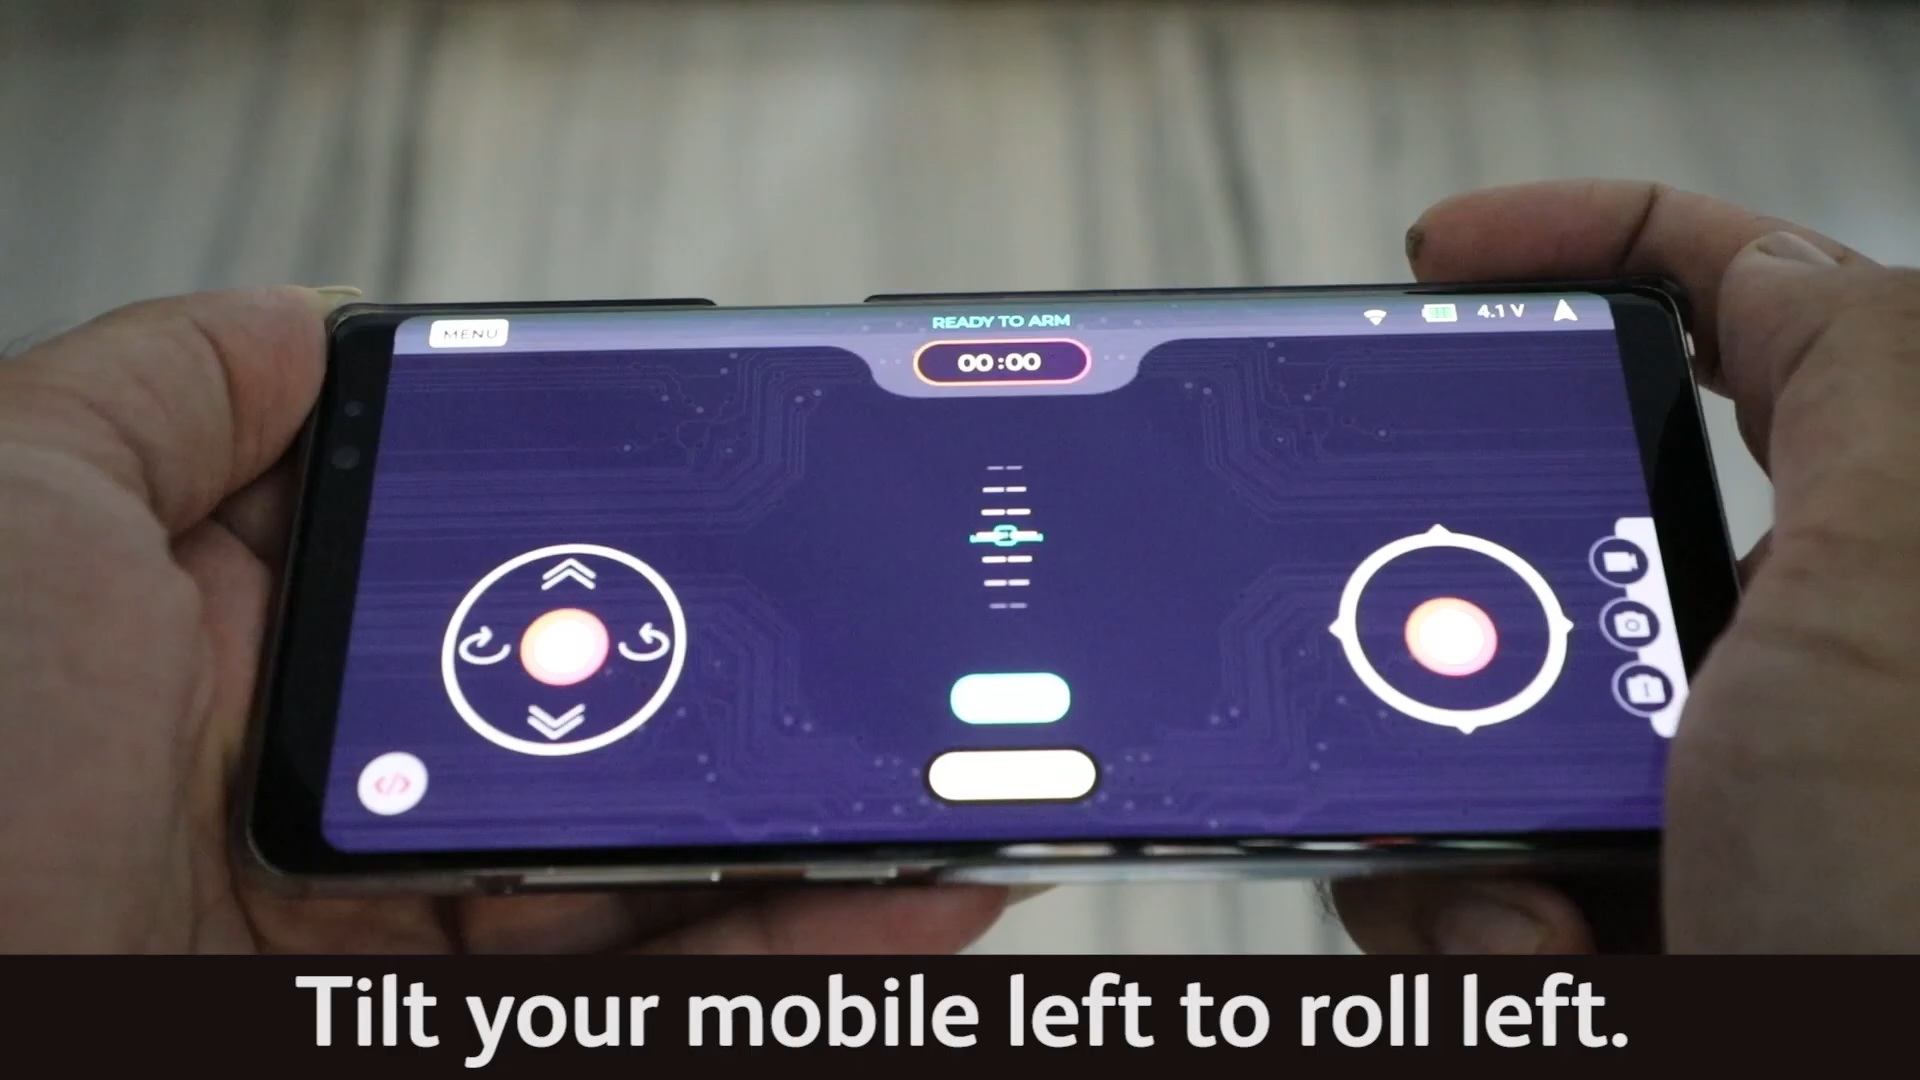 MENU
READY TO ARM
4.1 V
00:00
</>
Tilt your mobile left to roll left.